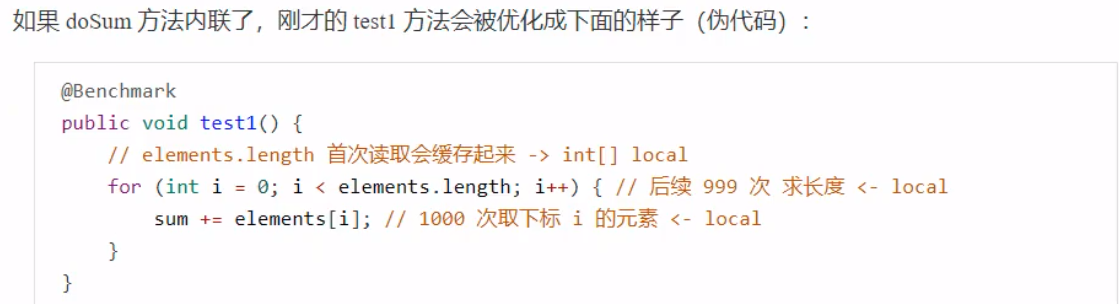 如果 doSum 方法内联了，刚才的 test1 方法会被优化成下面的样子（伪代码）：
@Benchmark
public void test1() {
    // elements.length 首次读取会缓存起来 -> int[] local
    for (int i = 0; i < elements.length; i++) { // 后续 999 次 求长度 <- local
        sum += elements[i]; // 1000 次取下标 i 的元素 <- local
    }
}